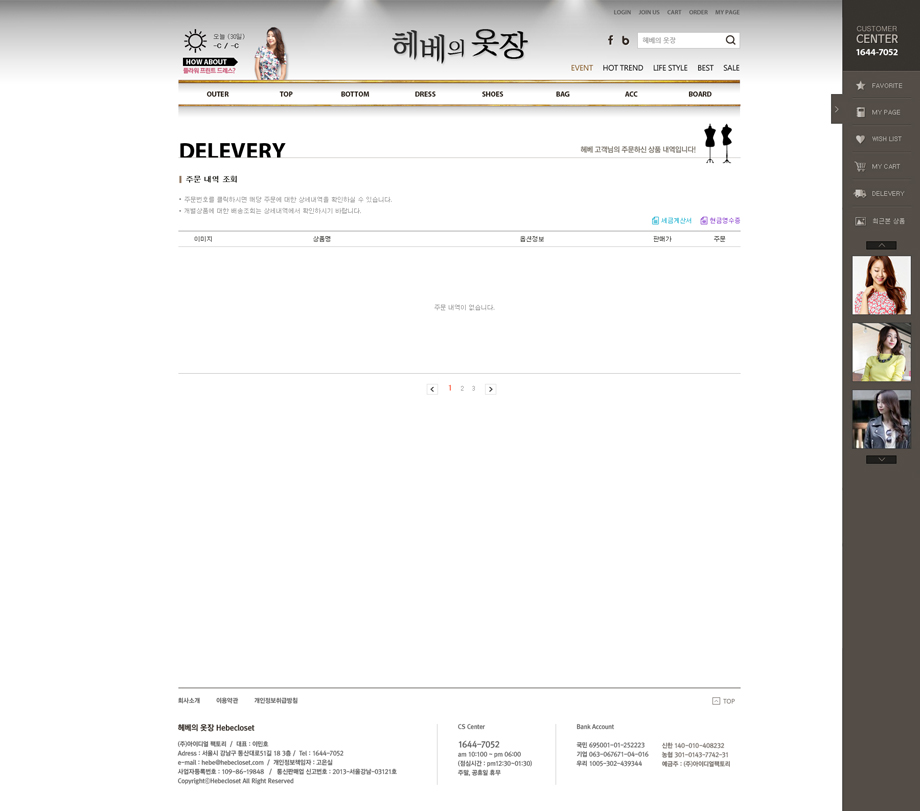 LOGIN JOIN US CART ORDER MY PAGE
오늘 (30일)
-C / -C
HOW ABOUT
플라워 프린트 드레스?
헤베의 옷장
헤베의 옷장
EVENT HOT TREND LIFE STYLE BEST SALE
OUTER TOP BOTTOM DRESS SHOES BAG ACC BOARD
DELEVERY
헤베 고객님의 주문하신 상품 내역입니다!
주문 내역 조회
• 주문번호를 클릭하시면 해당 주문에 대한 상세내역을 확인하실 수 있습니다.
• 개별상품에 대한 배송조회는 상세내역에서 확인하시기 바랍니다.
세금계산서 현금영수증
이미지 상품명 옵션정보 판매가 주문
주문 내역이 없습니다.
1 2 3
CUSTOMER
CENTER
1644-7052
FAVORITE
MY PAGE
WISH LIST
MY CART
DELEVERY
최근본 상품
회사소개 이용약관 개인정보취급방침
TOP
헤베의 옷장 Hebecloset
(주)아이디얼 팩토리 / 대표 : 이민호
Adress : 서울시 강남구 봉산대로51길 18 3층 / Tel : 1644-7052
e-mail : hebe@hebecloset.com / 개인정보책임자 : 고은실
사업자등록번호 : 109-86-19848 / 통신판매업 신고번호 : 2013-서울강남-03121호
CopyrightⓒHebecloset All Right Reserved
CS Center
1644-7052
am 10:100 ~ pm 06:00
(점심시간 : pm12:30~01:30)
주말, 공휴일 휴무
Bank Account
국민 695001-01-252223
기업 063-067671-04-016
우리 1005-302-439344
신한 140-010-408232
농협 301-0143-7742-31
예금주 : (주)아이디얼팩토리